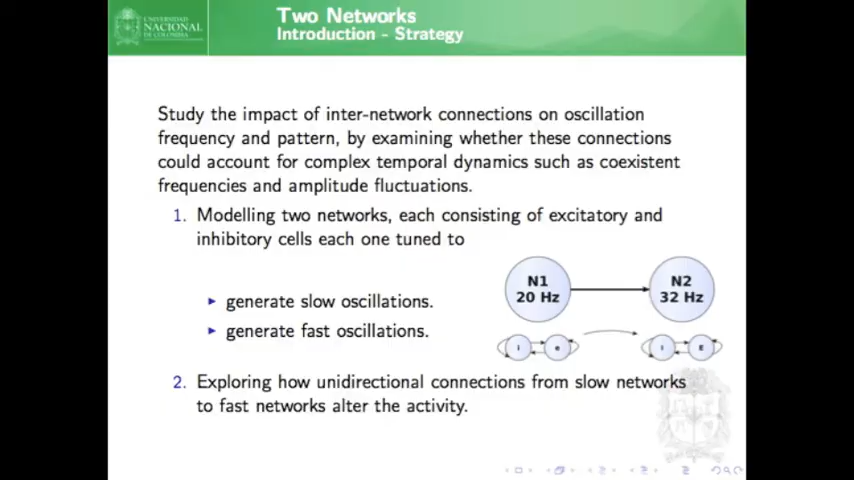 UNIVERSIDAD
NACIONAL
DE COLOMBIA
Two Networks
Introduction - Strategy
Study the impact of inter-network connections on oscillation
frequency and pattern, by examining whether these connections
could account for complex temporal dynamics such as coexistent
frequencies and amplitude fluctuations.
1. Modelling two networks, each consisting of excitatory and
inhibitory cells each one tuned to
▶ generate slow oscillations.
▶ generate fast oscillations.
N1
20 Hz
N2
32 Hz
I e I E
2. Exploring how unidirectional connections from slow networks
to fast networks alter the activity.